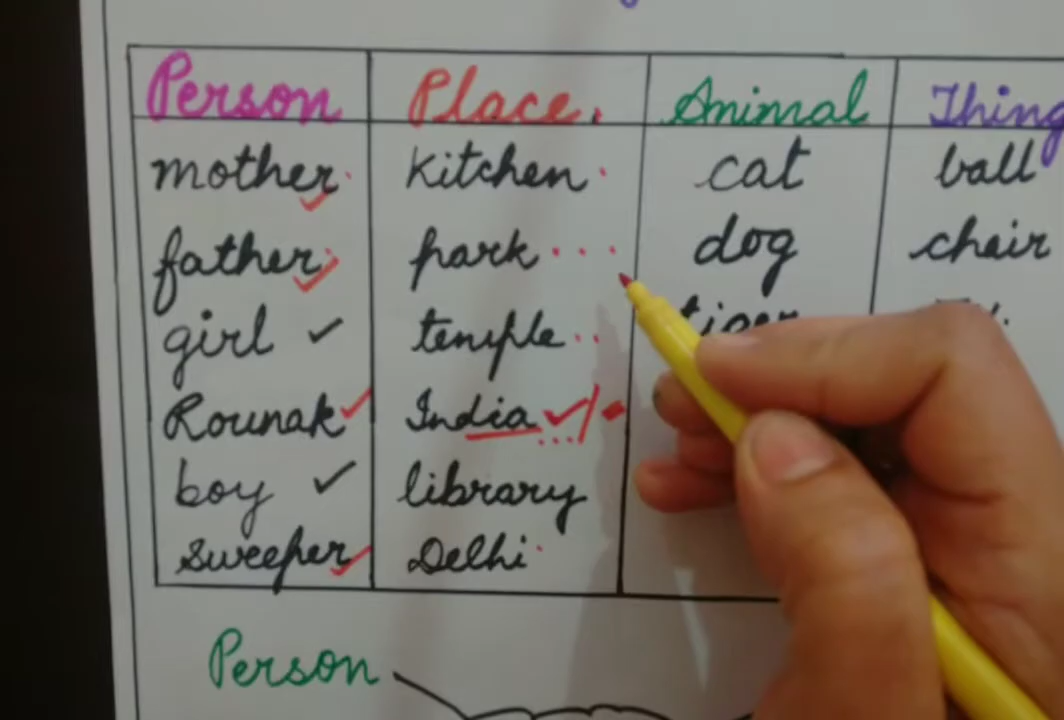 Person Place. Animal Thing
mother kitchen cat ball
father park dog chair
girl temple tiger
Rounak India
boy library
sweeper Delhi
Person